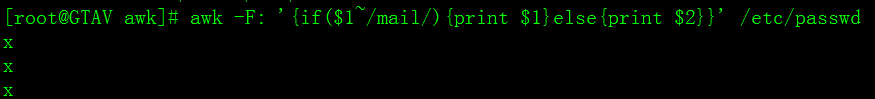 [root@GTAV awk]# awk -F: '{if($1~/mail/){print $1}else{print $2}}' /etc/passwd
x
x
x